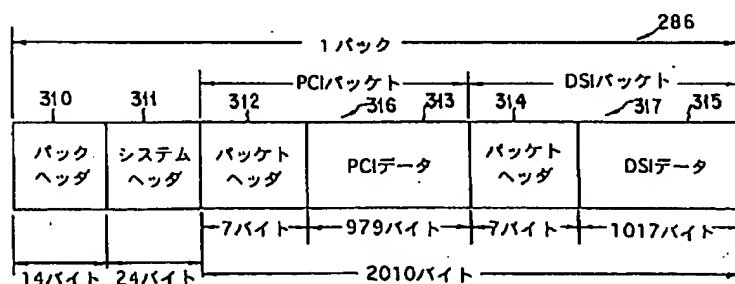 286
1パック
PCIパケット DSIパケット
310 311 312 316 313 314 317 315
パック
ヘッダ
システム
ヘッダ
パッケト
ヘッダ
PCIデータ
パッケト
ヘッダ
DSIデータ
7バイト 979バイト 7バイト 1017バイト
14バイト 24バイト 2010バイト